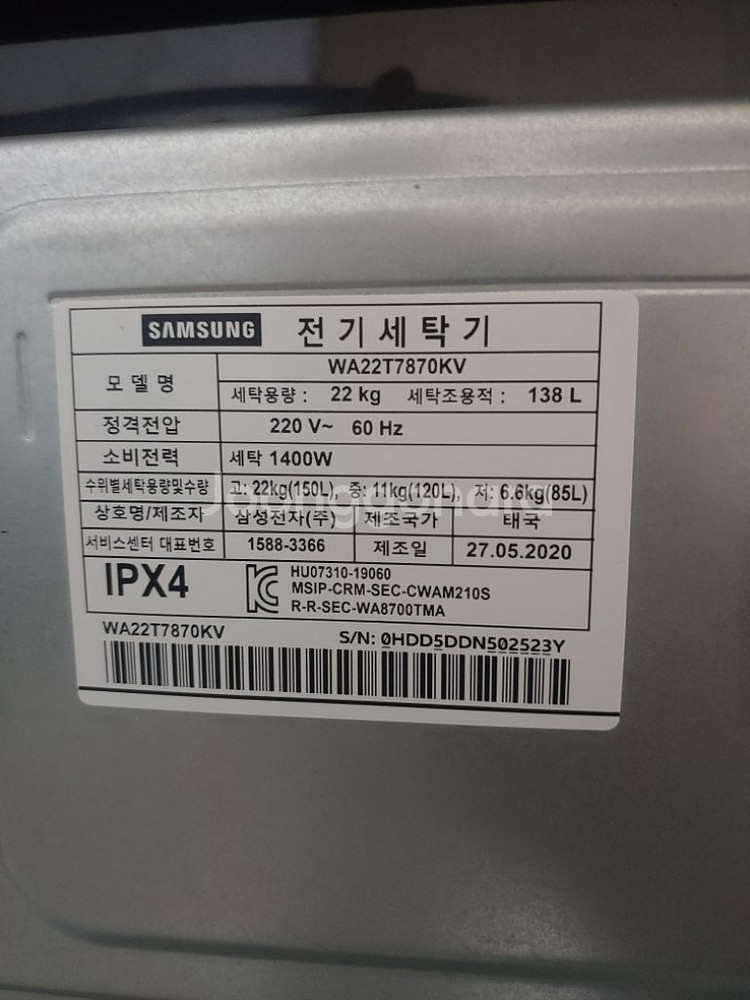 SAMSUNG 전기세탁기
모델명 WA22T7870KV
세탁용량 : 22 kg 세탁조용적 : 138 L
정격전압 220 V~ 60 Hz
소비전력 세탁 1400W
수위별세탁용량및수량 고: 22kg(150L), 중: 11kg(120L), 저: 6.6kg(85L)
상호명/제조자 삼성전자(주) 제조국가 태국
서비스센터 대표번호 1588-3366 제조일 27.05.2020
IPX4
HU07310-19060
MSIP-CRM-SEC-CWAM210S
R-R-SEC-WA8700TMA
WA22T7870KV S/N: 0HDD5DDN502523Y
Joonggonara